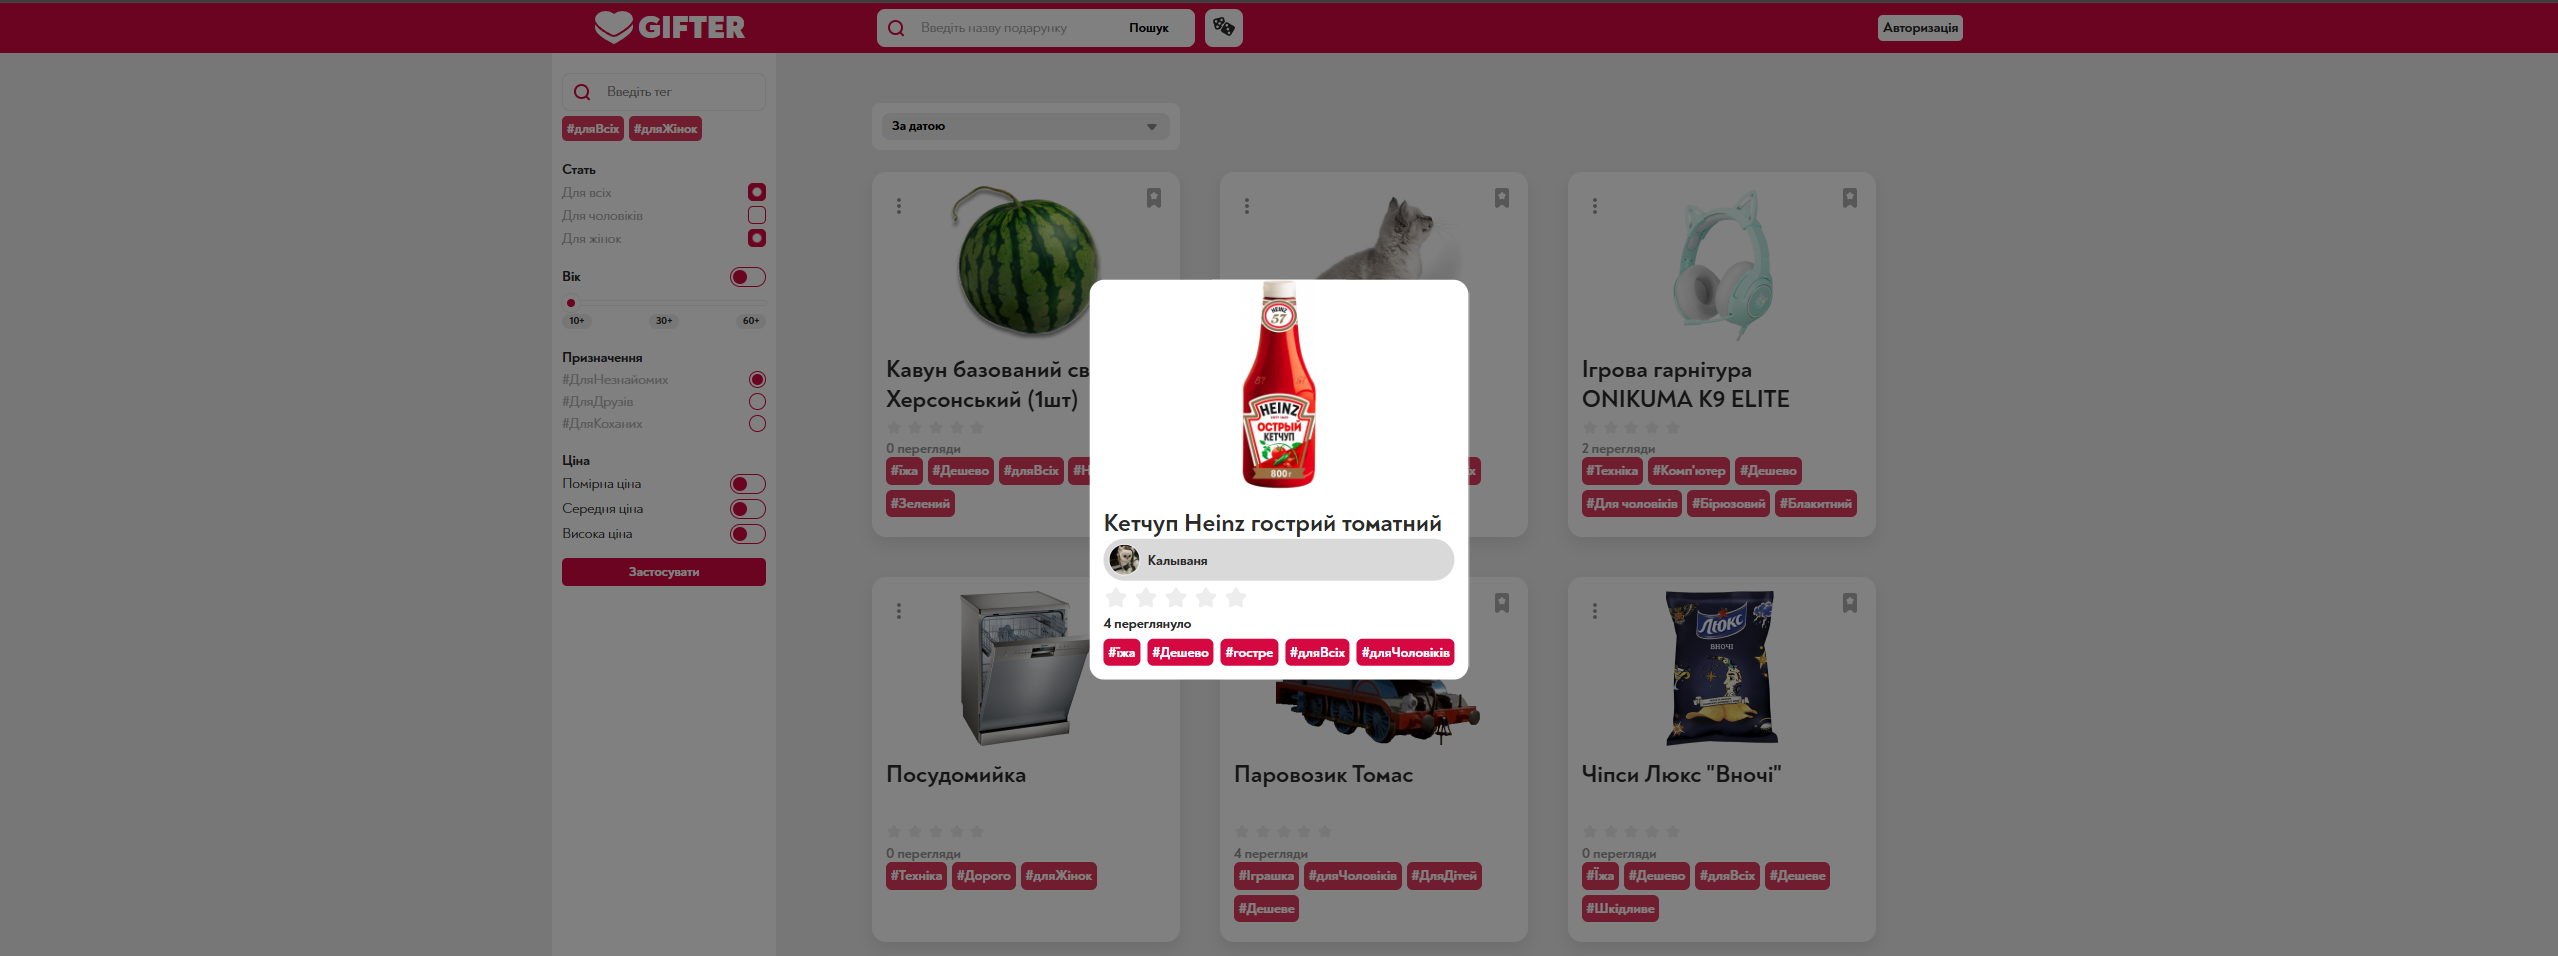 GIFTER
Введіть назву подарунку
Пошук
Авторизація
Введіть тег
#дляВсіх #дляЖінок
Стать
Для всіх
Для чоловіків
Для жінок
Вік
10+ 30+ 60+
Призначення
#ДляНезнайомих
#ДляДрузів
#ДляКоханих
Ціна
Помірна ціна
Середня ціна
Висока ціна
Застосувати
За датою
Кавун базований св
Херсонський (1шт)
0 перегляди
#їжа #Дешево #дляВсіх #Н
#Зелений
Ігрова гарнітура
ONIKUMA K9 ELITE
2 перегляди
#Техніка #Комп'ютер #Дешево
#Для чоловіків #Бірюзовий #Блакитний
HEINZ
57
HEINZ
ОСТРЫЙ
КЕТЧУП
800г
Кетчуп Heinz гострий томатний
Калываня
4 переглянуло
#їжа #Дешево #гостре #дляВсіх #дляЧоловіків
Посудомийка
0 перегляди
#Техніка #Дорого #дляЖінок
Паровозик Томас
4 перегляди
#Іграшка #дляЧоловіків #ДляДітей
#Дешеве
Люкс
ВНОЧІ
Чіпси Люкс "Вночі"
0 перегляди
#Їжа #Дешево #дляВсіх #Дешеве
#Шкідливе